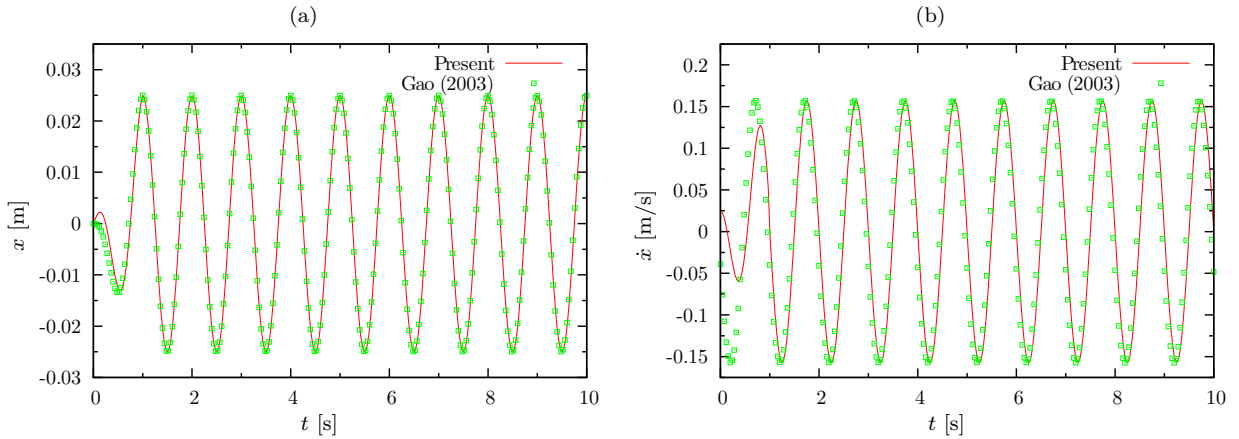 (a)
Present
Gao (2003)
x [m]
0.03
0.02
0.01
0
-0.01
-0.02
-0.03
0 2 4 6 8 10
t [s]
(b)
Present
Gao (2003)
ẋ [m/s]
0.2
0.15
0.1
0.05
0
-0.05
-0.1
-0.15
0 2 4 6 8 10
t [s]